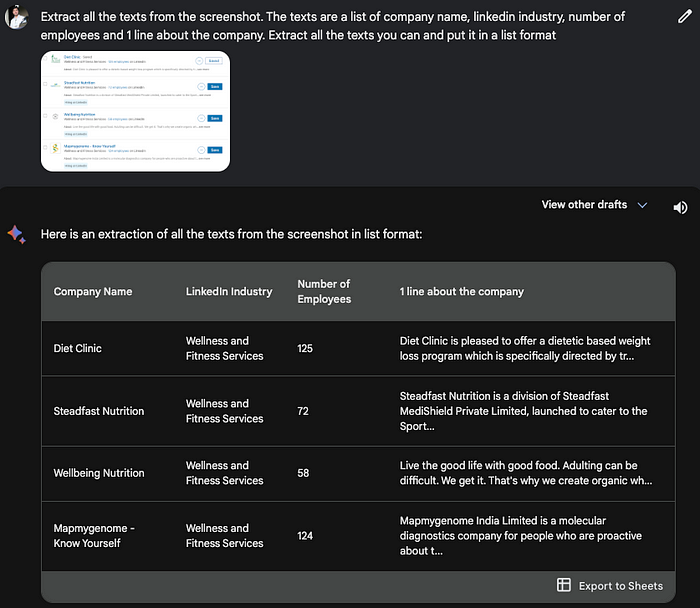 Extract all the texts from the screenshot. The texts are a list of company name, linkedin industry, number of
employees and 1 line about the company. Extract all the texts you can and put it in a list format
Diet Clinic
Steadfast Nutrition
Save
Wellbeing Nutrition
Save
Mapmygenome - Know Yourself
Save
View other drafts
Here is an extraction of all the texts from the screenshot in list format:
Company Name
LinkedIn Industry
Number of
Employees
1 line about the company
Diet Clinic
Wellness and
Fitness Services
125
Diet Clinic is pleased to offer a dietetic based weight
loss program which is specifically directed by tr...
Steadfast Nutrition
Wellness and
Fitness Services
72
Steadfast Nutrition is a division of Steadfast
MediShield Private Limited, launched to cater to the
Sport...
Wellbeing Nutrition
Wellness and
Fitness Services
58
Live the good life with good food. Adulting can be
difficult. We get it. That's why we create organic wh...
Mapmygenome -
Know Yourself
Wellness and
Fitness Services
124
Mapmygenome India Limited is a molecular
diagnostics company for people who are proactive
about t...
Export to Sheets